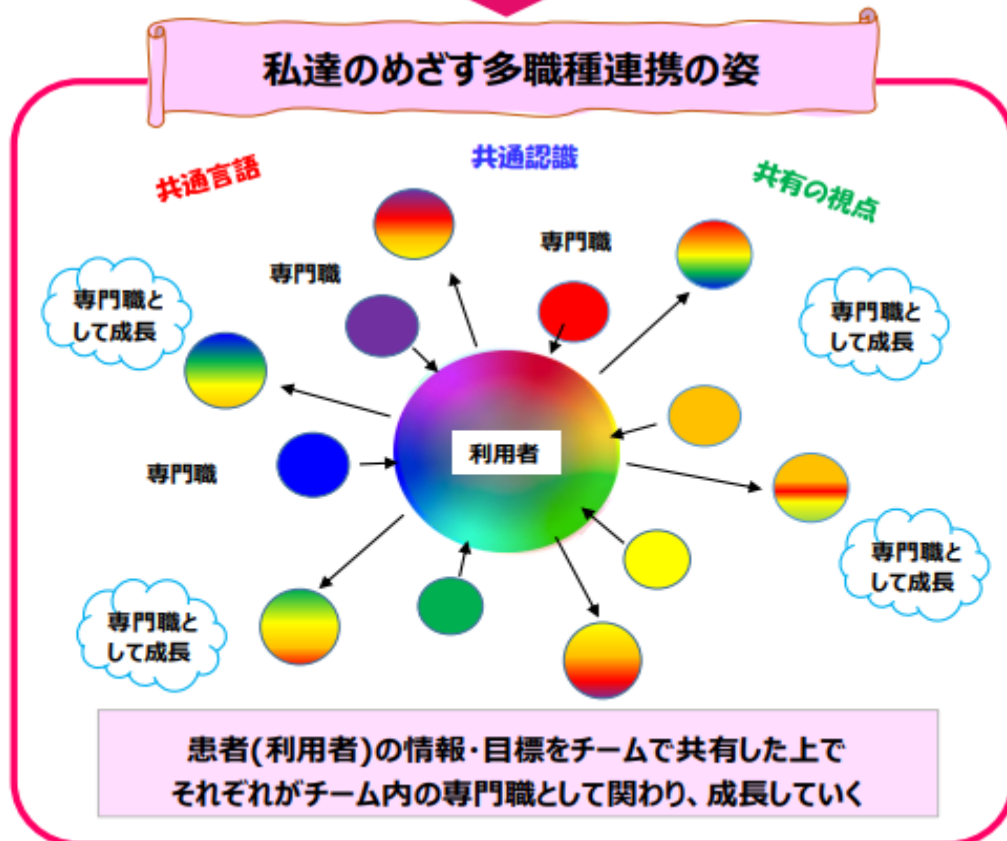 私達のめざす多職種連携の姿
共通言語
共通認識
共有の視点
専門職
専門職
専門職と
して成長
専門職と
して成長
利用者
専門職
専門職と
して成長
専門職と
して成長
患者(利用者)の情報・目標をチームで共有した上で
それぞれがチーム内の専門職として関わり、成長していく